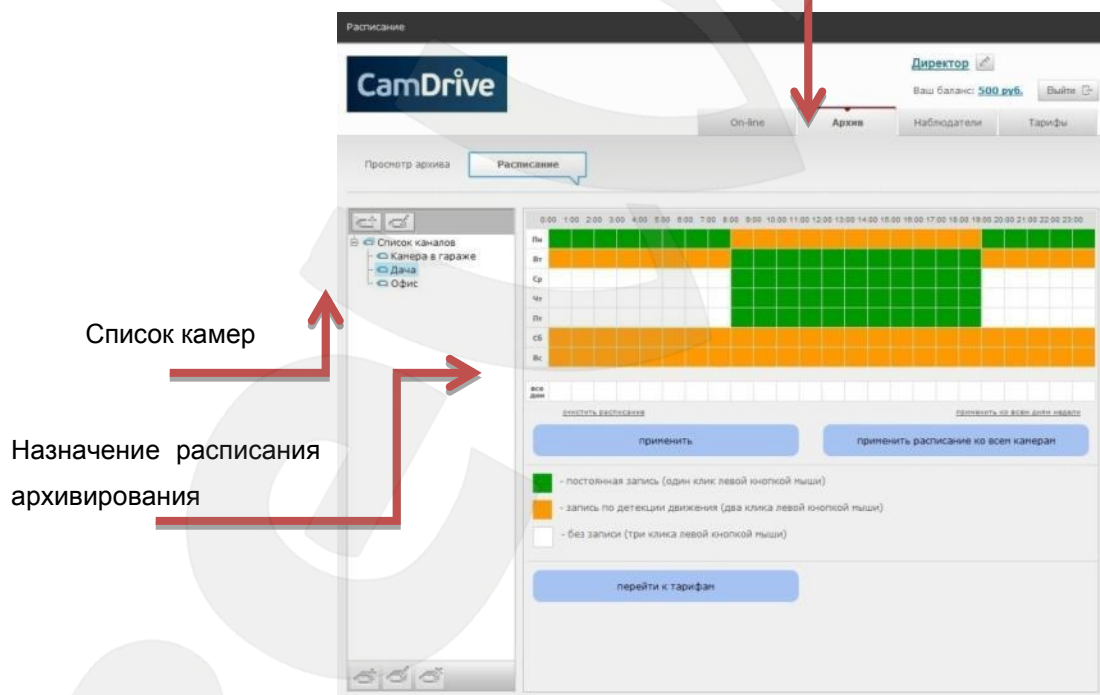 Расписание
CamDrive
Директор
Ваш баланс: 500 руб.
Выйти
On-line
Архив
Наблюдатели
Тарифы
Просмотр архива
Расписание
Список каналов
Камера в гараже
Дача
Офис
0:00 1:00 2:00 3:00 4:00 5:00 6:00 7:00 8:00 9:00 10:00 11:00 12:00 13:00 14:00 15:00 16:00 17:00 18:00 19:00 20:00 21:00 22:00 23:00
Пн
Вт
Ср
Чт
Пт
Сб
Вс
все
дни
очистить расписание
применить ко всем дням недели
применить
применить расписание ко всем камерам
- постоянная запись (один клик левой кнопкой мыши)
- запись по детекции движения (два клика левой кнопкой мыши)
- без записи (три клика левой кнопкой мыши)
перейти к тарифам
Список камер
Назначение расписания
архивирования